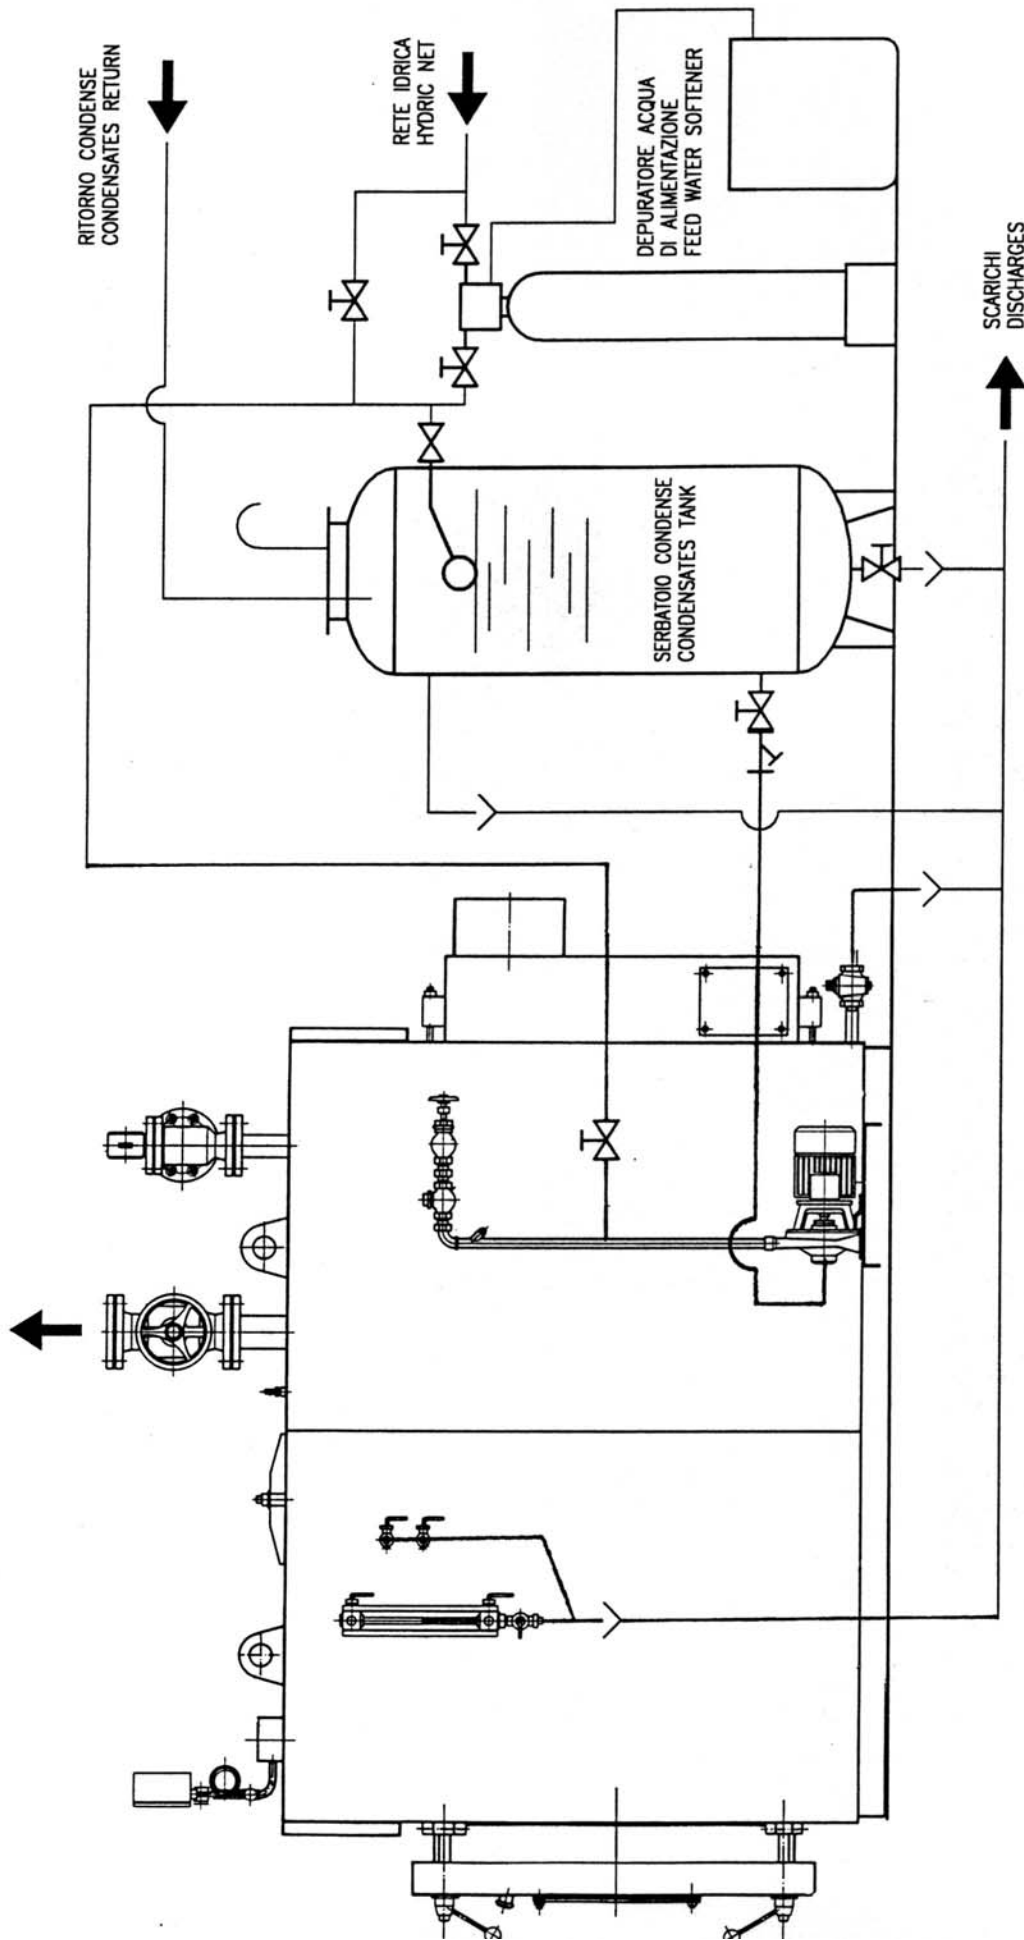 RITORNO CONDENSE
CONDENSATES RETURN
RETE IDRICA
HYDRIC NET
DEPURATORE ACQUA
DI ALIMENTAZIONE
FEED WATER SOFTENER
SERBATOIO CONDENSE
CONDENSATES TANK
SCARICHI
DISCHARGES